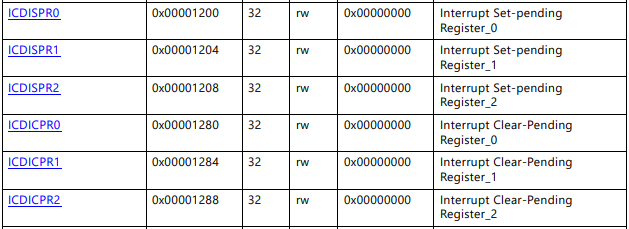 ICDISPR0 0x00001200 32 rw 0x00000000 Interrupt Set-pending
Register_0
ICDISPR1 0x00001204 32 rw 0x00000000 Interrupt Set-pending
Register_1
ICDISPR2 0x00001208 32 rw 0x00000000 Interrupt Set-pending
Register_2
ICDICPR0 0x00001280 32 rw 0x00000000 Interrupt Clear-Pending
Register_0
ICDICPR1 0x00001284 32 rw 0x00000000 Interrupt Clear-Pending
Register_1
ICDICPR2 0x00001288 32 rw 0x00000000 Interrupt Clear-Pending
Register_2